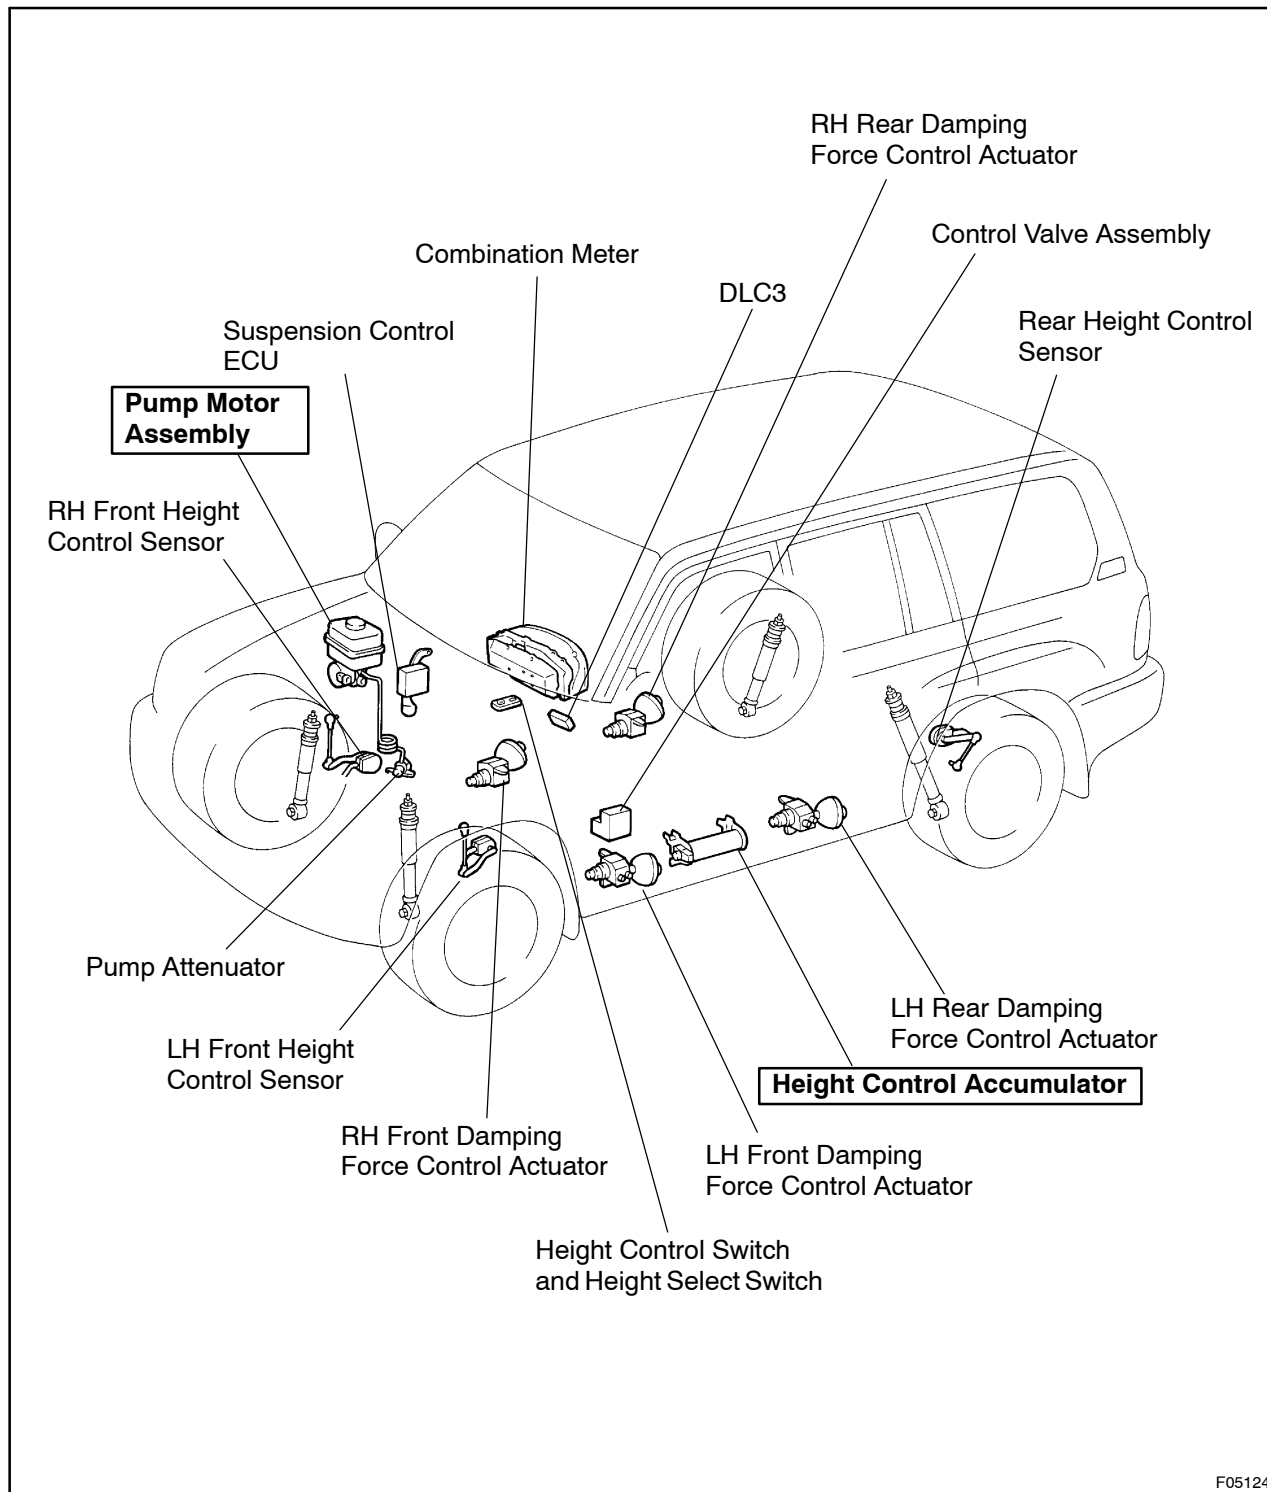 RH Rear Damping
Force Control Actuator
Control Valve Assembly
Combination Meter
DLC3
Rear Height Control
Sensor
Suspension Control
ECU
Pump Motor
Assembly
RH Front Height
Control Sensor
Pump Attenuator
LH Front Height
Control Sensor
LH Rear Damping
Force Control Actuator
Height Control Accumulator
RH Front Damping
Force Control Actuator
LH Front Damping
Force Control Actuator
Height Control Switch
and Height Select Switch
F05124